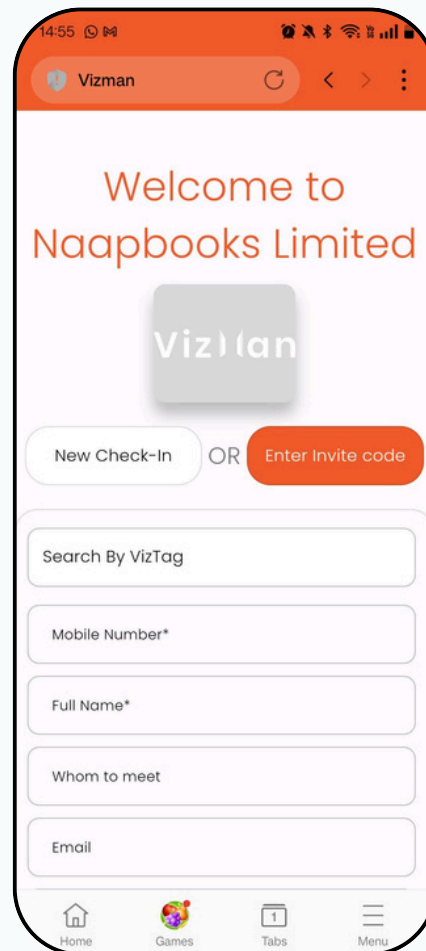 14:55
Vizman
Welcome to
Naapbooks Limited
VizMan
New Check-In OR Enter Invite code
Search By VizTag
Mobile Number*
Full Name*
Whom to meet
Email
1
Home Games Tabs Menu